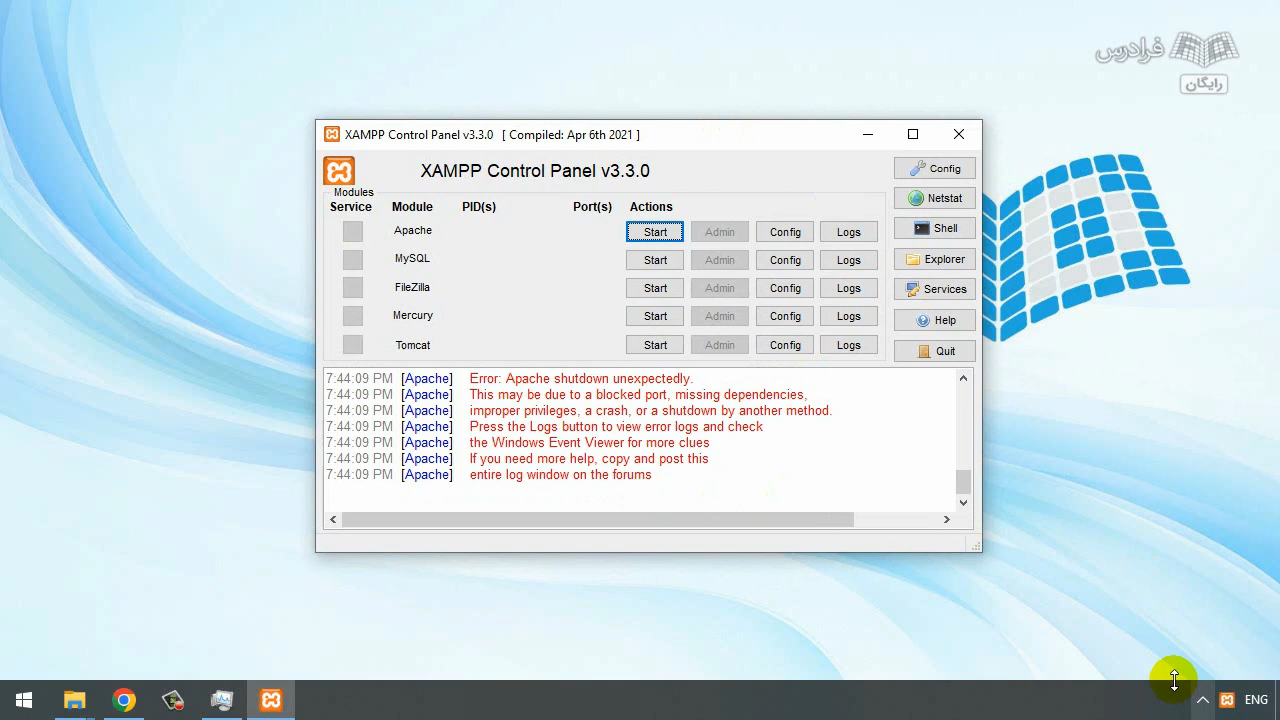 فرادرس
رایگان
XAMPP Control Panel v3.3.0 [ Compiled: Apr 6th 2021 ]
XAMPP Control Panel v3.3.0
Modules
Service Module PID(s) Port(s) Actions
Apache Start Admin Config Logs
MySQL Start Admin Config Logs
FileZilla Start Admin Config Logs
Mercury Start Admin Config Logs
Tomcat Start Admin Config Logs
Config
Netstat
Shell
Explorer
Services
Help
Quit
7:44:09 PM [Apache] Error: Apache shutdown unexpectedly.
7:44:09 PM [Apache] This may be due to a blocked port, missing dependencies,
7:44:09 PM [Apache] improper privileges, a crash, or a shutdown by another method.
7:44:09 PM [Apache] Press the Logs button to view error logs and check
7:44:09 PM [Apache] the Windows Event Viewer for more clues
7:44:09 PM [Apache] If you need more help, copy and post this
7:44:09 PM [Apache] entire log window on the forums
ENG